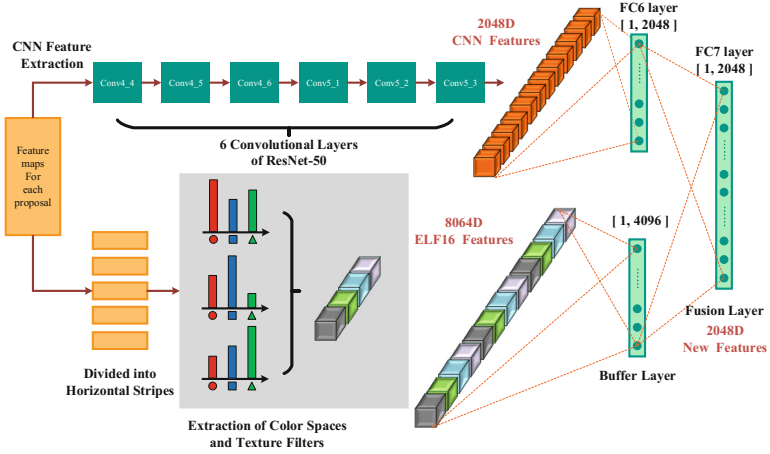 CNN Feature
Extraction
Conv4_4
Conv4_5
Conv4_6
Conv5_1
Conv5_2
Conv5_3
6 Convolutional Layers
of ResNet-50
2048D
CNN Features
FC6 layer
[ 1, 2048 ]
FC7 layer
[ 1, 2048 ]
Feature
maps
For
each
proposal
8064D
ELF16 Features
[ 1, 4096 ]
Divided into
Horizontal Stripes
Extraction of Color Spaces
and Texture Filters
Buffer Layer
Fusion Layer
2048D
New Features